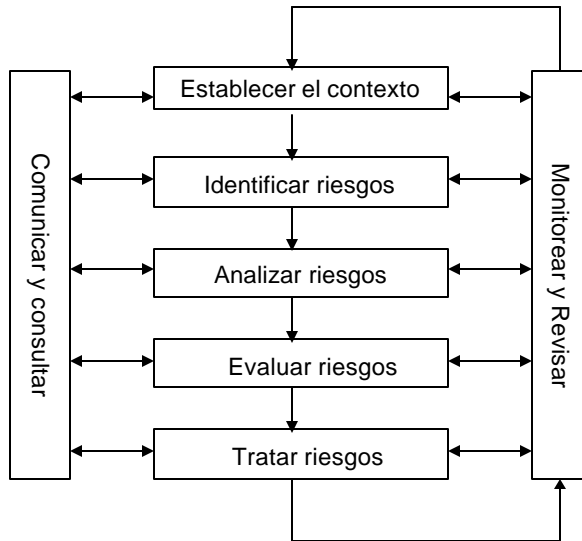 Establecer el contexto
Comunicar y consultar
Identificar riesgos
Monitorear y Revisar
Analizar riesgos
Evaluar riesgos
Tratar riesgos